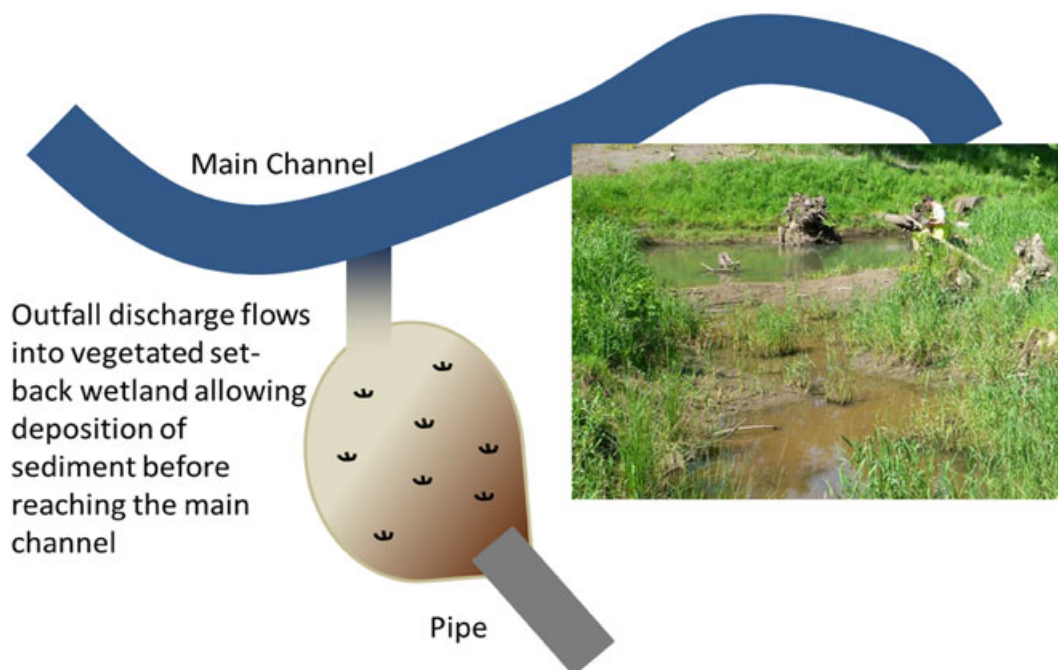 Main Channel
Outfall discharge flows
into vegetated set-
back wetland allowing
deposition of
sediment before
reaching the main
channel
Pipe